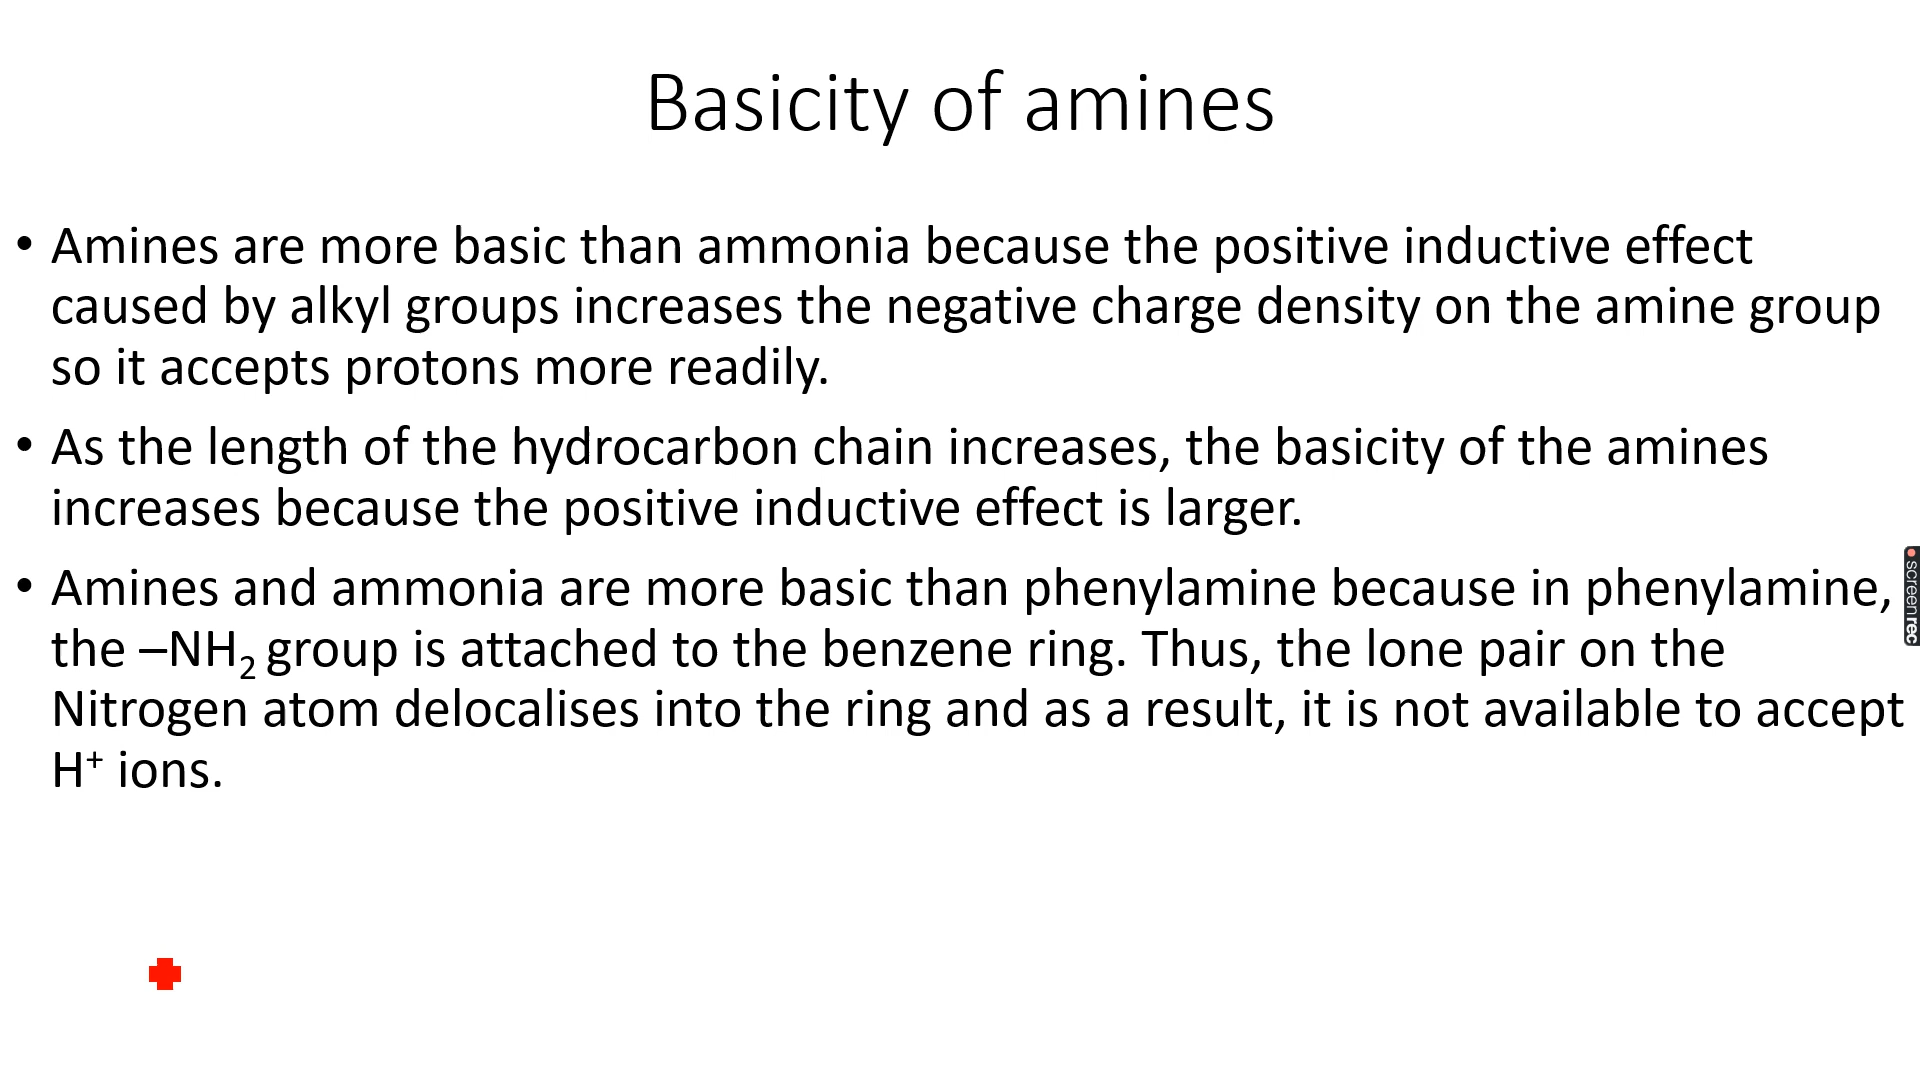 Basicity of amines
• Amines are more basic than ammonia because the positive inductive effect
caused by alkyl groups increases the negative charge density on the amine group
so it accepts protons more readily.
• As the length of the hydrocarbon chain increases, the basicity of the amines
increases because the positive inductive effect is larger.
• Amines and ammonia are more basic than phenylamine because in phenylamine,
the –NH₂ group is attached to the benzene ring. Thus, the lone pair on the
Nitrogen atom delocalises into the ring and as a result, it is not available to accept
H⁺ ions.
screenrec